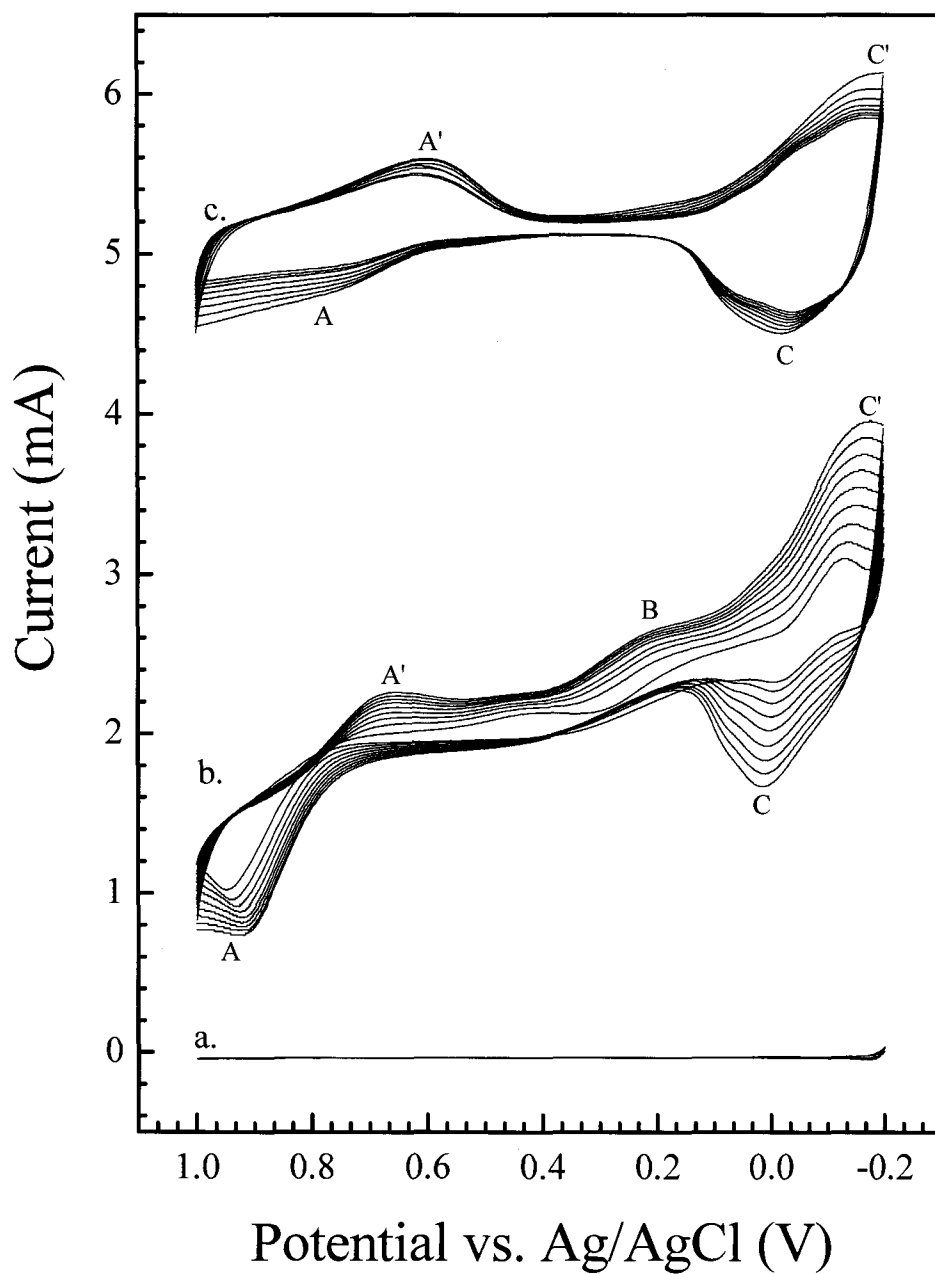 C'
6
A'
c.
5
A
C
C'
4
3
B
A'
2
b.
C
1
A
a.
0
1.0 0.8 0.6 0.4 0.2 0.0 -0.2
Current (mA)
Potential vs. Ag/AgCl (V)